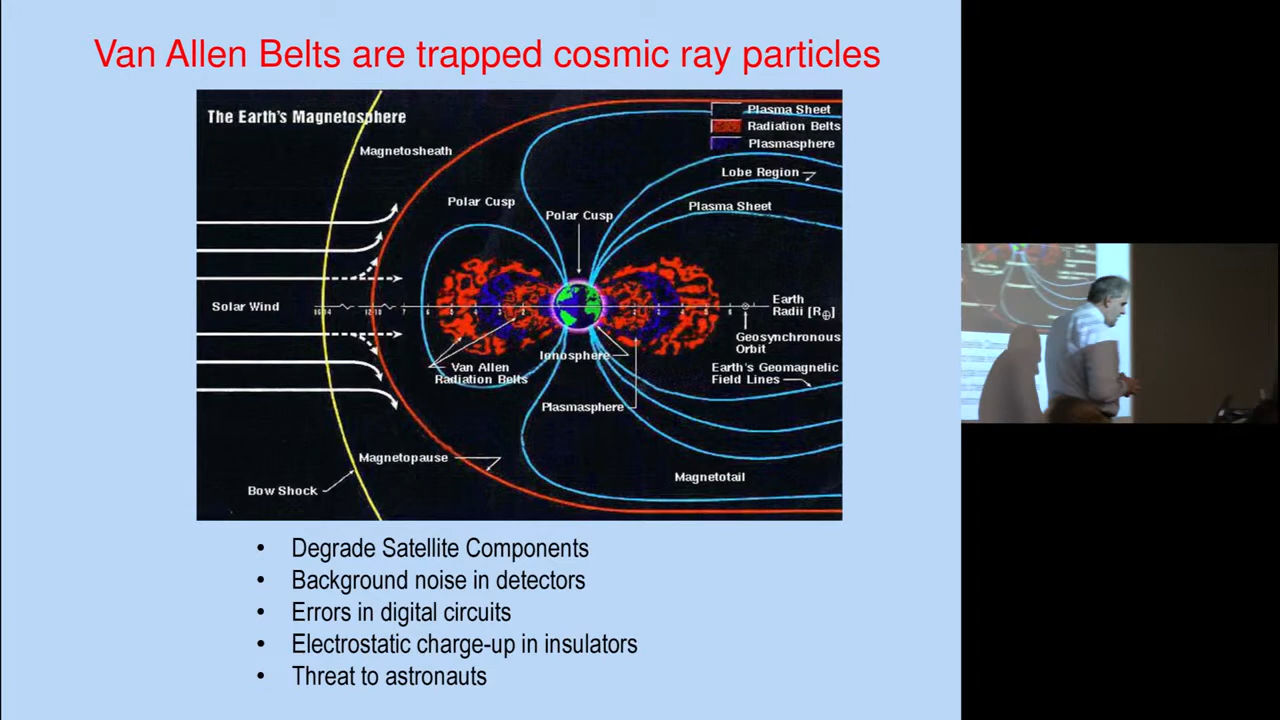 Van Allen Belts are trapped cosmic ray particles
The Earth's Magnetosphere
Plasma Sheet
Radiation Belts
Plasmasphere
Magnetosheath
Lobe Region
Polar Cusp
Plasma Sheet
Polar Cusp
Solar Wind
Earth
Radii [R⊕]
Geosynchronous
Orbit
Ionosphere
Van Allen
Radiation Belts
Earth's Geomagnetic
Field Lines
Plasmasphere
Magnetopause
Magnetotail
Bow Shock
• Degrade Satellite Components
• Background noise in detectors
• Errors in digital circuits
• Electrostatic charge-up in insulators
• Threat to astronauts